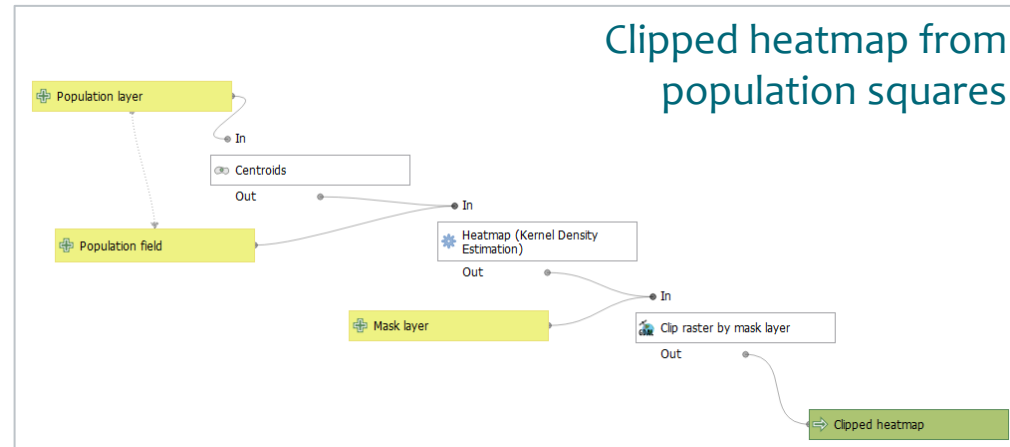 Clipped heatmap from
population squares
Population layer
In
Centroids
Out
In
Population field
Heatmap (Kernel Density
Estimation)
Out
In
Mask layer
GDAL
Clip raster by mask layer
Out
Clipped heatmap